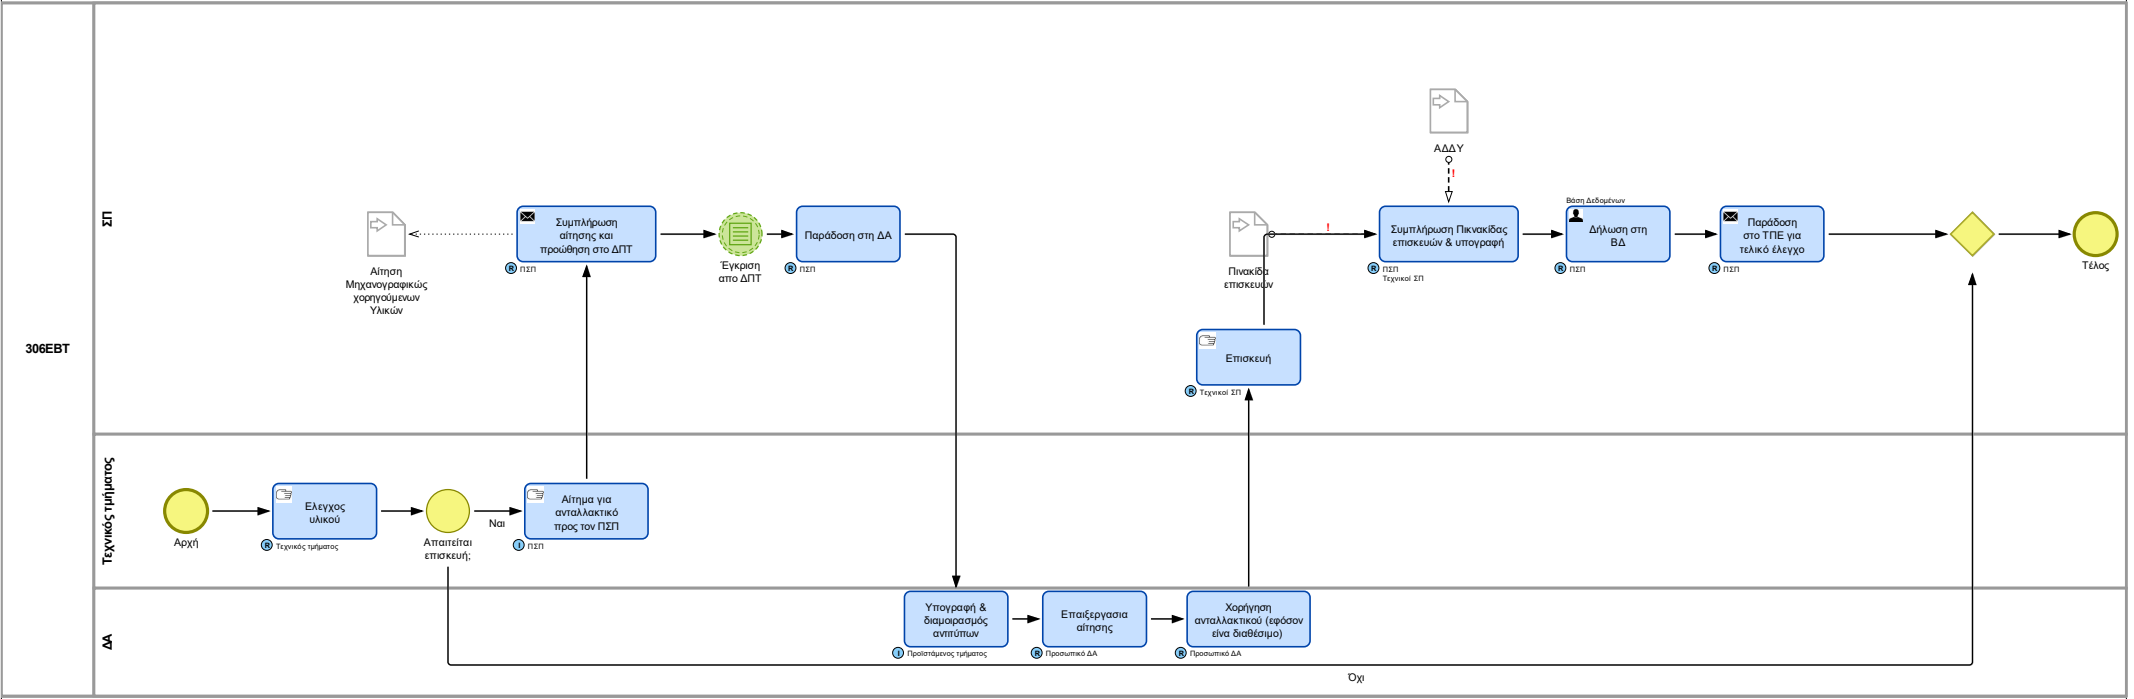 306ΕΒΤ
ΣΠ
ΑΔΔΥ
!
Αίτηση
Μηχανογραφικώς
χορηγούμενων
Υλικών
Συμπλήρωση
αίτησης και
προώθηση στο ΔΠΤ
R ΠΣΠ
Έγκριση
απο ΔΠΤ
Παράδοση στη ΔΑ
R ΠΣΠ
Πινακίδα
επισκευών
!
Συμπλήρωση Πικνακίδας
επισκευών & υπογραφή
R ΠΣΠ
Τεχνικοί ΣΠ
Βάση Δεδομένων
Δήλωση στη
ΒΔ
R ΠΣΠ
Παράδοση
στο ΤΠΕ για
τελικό έλεγχο
R ΠΣΠ
Τέλος
Επισκευή
R Τεχνικοί ΣΠ
Τεχνικός τμήματος
Αρχή
Ελεγχος
υλικού
R Τεχνικός τμήματος
Απαιτείται
επισκευή;
Ναι
Αίτημα για
ανταλλακτικό
προς τον ΠΣΠ
I ΠΣΠ
ΔΑ
Υπογραφή &
διαμοιρασμός
αντιτύπων
I Προϊστάμενος τμήματος
Επαιξεργασια
αίτησης
R Προσωπικό ΔΑ
Χορήγηση
ανταλλακτικού (εφόσον
είνα διαθέσιμο)
R Προσωπικό ΔΑ
Όχι